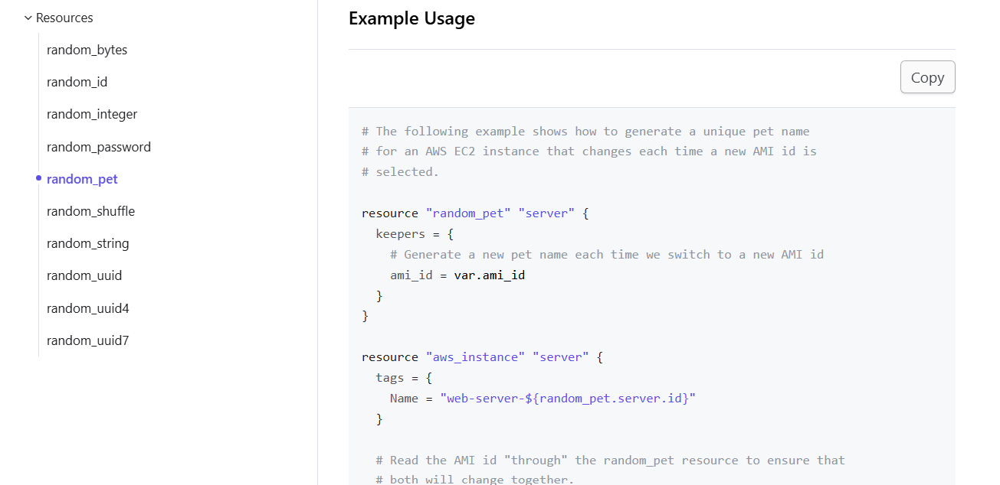 Resources
random_bytes
random_id
random_integer
random_password
random_pet
random_shuffle
random_string
random_uuid
random_uuid4
random_uuid7
Example Usage
Copy
# The following example shows how to generate a unique pet name
# for an AWS EC2 instance that changes each time a new AMI id is
# selected.

resource "random_pet" "server" {
  keepers = {
    # Generate a new pet name each time we switch to a new AMI id
    ami_id = var.ami_id
  }
}

resource "aws_instance" "server" {
  tags = {
    Name = "web-server-${random_pet.server.id}"
  }

  # Read the AMI id "through" the random_pet resource to ensure that
  # both will change together.